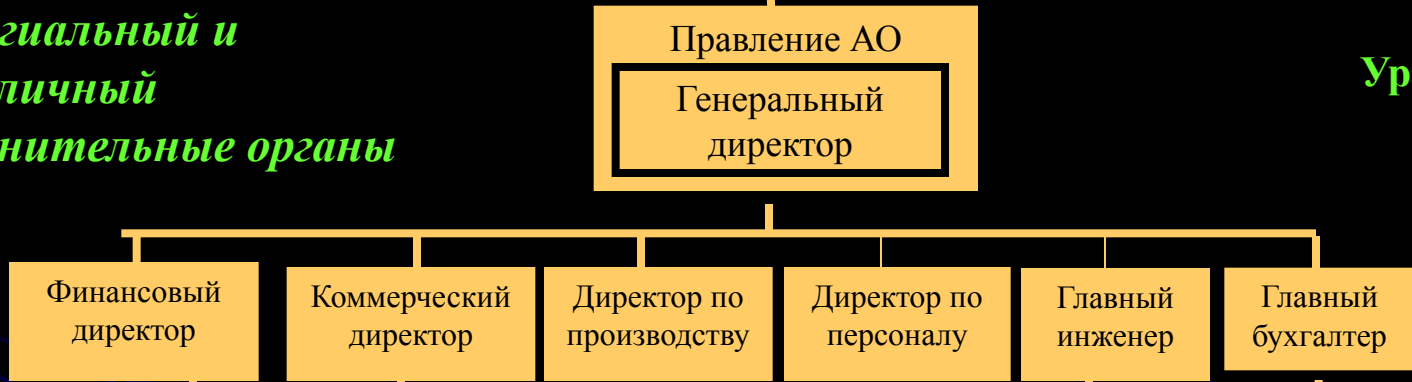 гиальный и
личный
нительные органы
Правление АО
Генеральный
директор
Ур
Финансовый
директор
Коммерческий
директор
Директор по
производству
Директор по
персоналу
Главный
инженер
Главный
бухгалтер